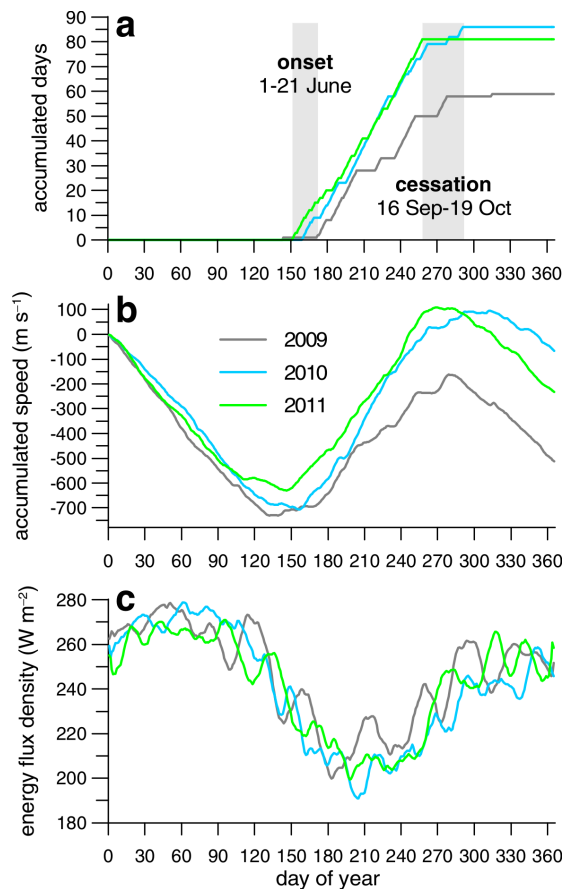 a
accumulated days
90
80
70
60
50
40
30
20
10
0
onset
1-21 June
cessation
16 Sep-19 Oct
0 30 60 90 120 150 180 210 240 270 300 330 360
b
accumulated speed (m s⁻¹)
100
0
-100
-200
-300
-400
-500
-600
-700
2009
2010
2011
0 30 60 90 120 150 180 210 240 270 300 330 360
c
energy flux density (W m⁻²)
280
260
240
220
200
180
0 30 60 90 120 150 180 210 240 270 300 330 360
day of year